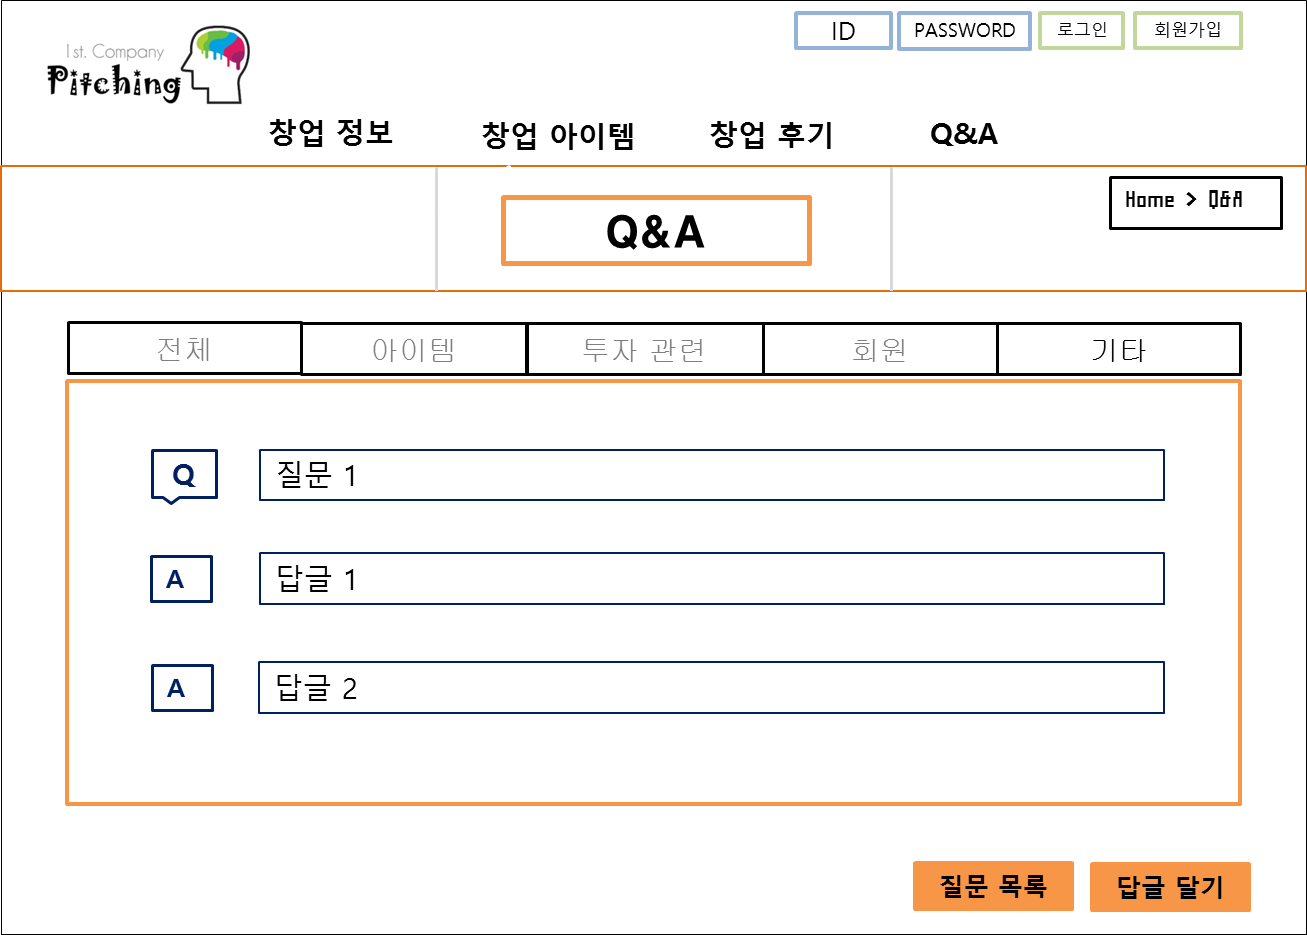 1st. Company
Pitching
ID
PASSWORD
로그인
회원가입
창업 정보
창업 아이템
창업 후기
Q&A
Q&A
Home > Q&A
전체
아이템
투자 관련
회원
기타
Q
질문 1
A
답글 1
A
답글 2
질문 목록
답글 달기